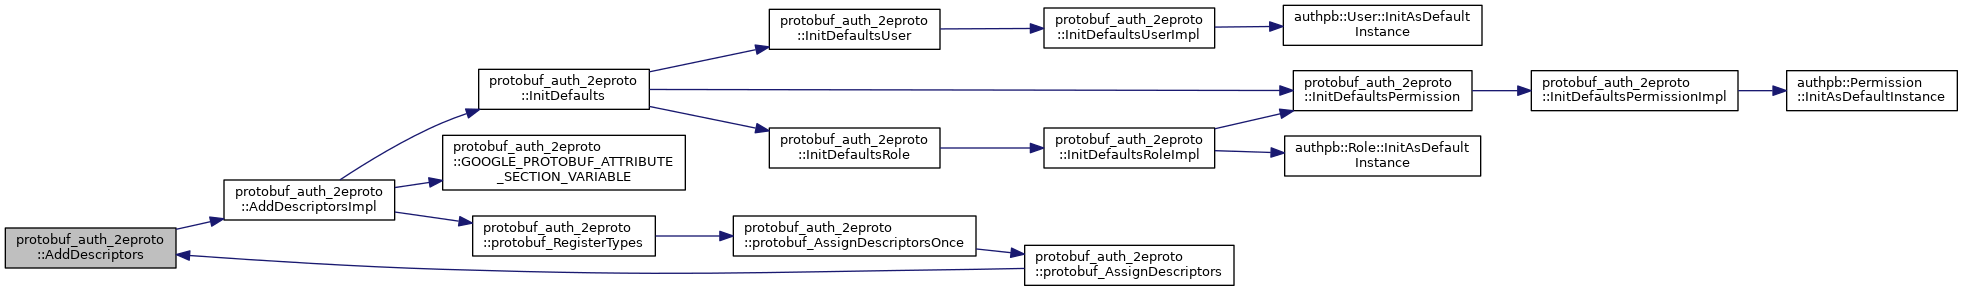 protobuf_auth_2eproto
::InitDefaultsUser
protobuf_auth_2eproto
::InitDefaultsUserImpl
authpb::User::InitAsDefault
Instance
protobuf_auth_2eproto
::InitDefaults
protobuf_auth_2eproto
::InitDefaultsPermission
protobuf_auth_2eproto
::InitDefaultsPermissionImpl
authpb::Permission
::InitAsDefaultInstance
protobuf_auth_2eproto
::InitDefaultsRole
protobuf_auth_2eproto
::InitDefaultsRoleImpl
authpb::Role::InitAsDefault
Instance
protobuf_auth_2eproto
::GOOGLE_PROTOBUF_ATTRIBUTE
_SECTION_VARIABLE
protobuf_auth_2eproto
::AddDescriptorsImpl
protobuf_auth_2eproto
::protobuf_RegisterTypes
protobuf_auth_2eproto
::protobuf_AssignDescriptorsOnce
protobuf_auth_2eproto
::AddDescriptors
protobuf_auth_2eproto
::protobuf_AssignDescriptors